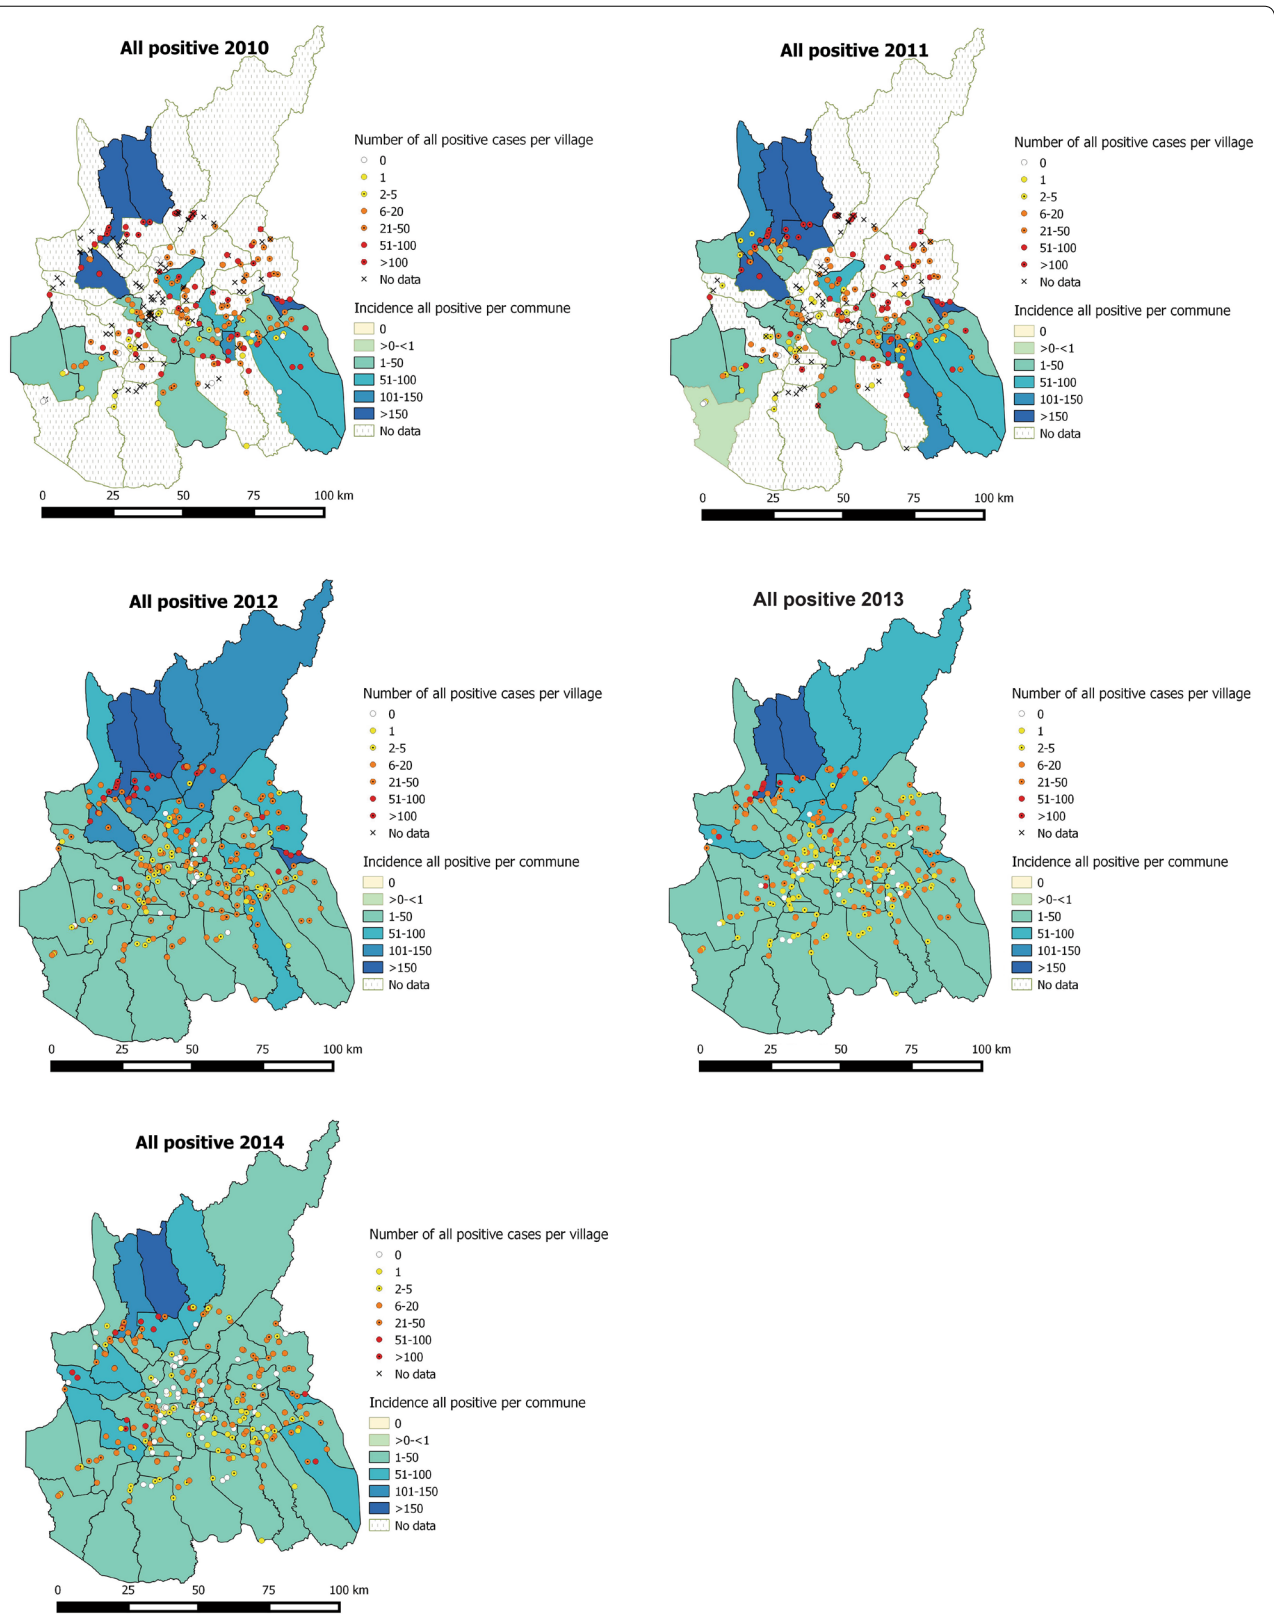 All positive 2010
Number of all positive cases per village
0
1
2-5
6-20
21-50
51-100
>100
No data
Incidence all positive per commune
0
>0-<1
1-50
51-100
101-150
>150
No data
0 25 50 75 100 km
All positive 2011
Number of all positive cases per village
0
1
2-5
6-20
21-50
51-100
>100
No data
Incidence all positive per commune
0
>0-<1
1-50
51-100
101-150
>150
No data
0 25 50 75 100 km
All positive 2012
Number of all positive cases per village
0
1
2-5
6-20
21-50
51-100
>100
No data
Incidence all positive per commune
0
>0-<1
1-50
51-100
101-150
>150
No data
0 25 50 75 100 km
All positive 2013
Number of all positive cases per village
0
1
2-5
6-20
21-50
51-100
>100
No data
Incidence all positive per commune
0
>0-<1
1-50
51-100
101-150
>150
No data
0 25 50 75 100 km
All positive 2014
Number of all positive cases per village
0
1
2-5
6-20
21-50
51-100
>100
No data
Incidence all positive per commune
0
>0-<1
1-50
51-100
101-150
>150
No data
0 25 50 75 100 km